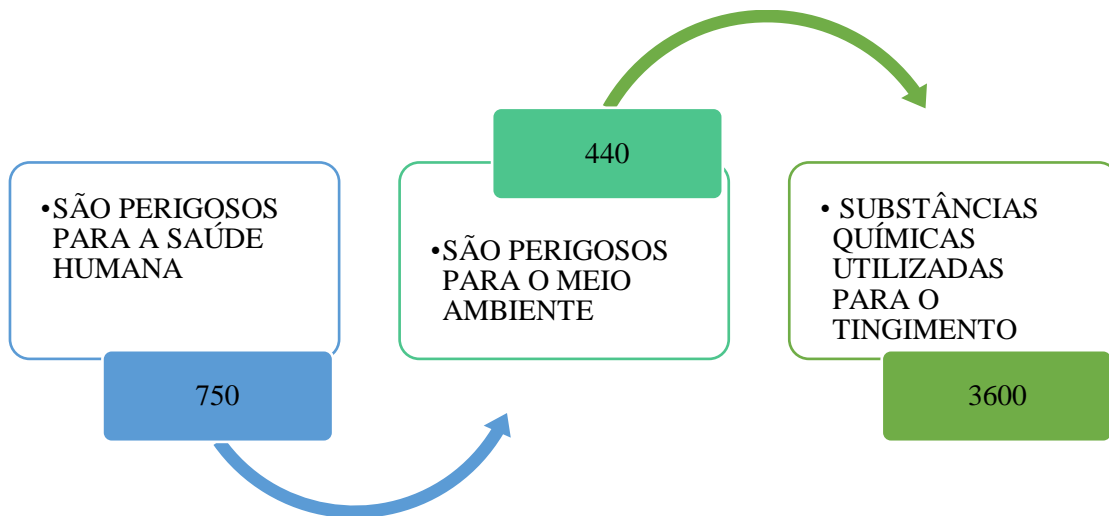 •SÃO PERIGOSOS
PARA A SAÚDE
HUMANA
750
440
•SÃO PERIGOSOS
PARA O MEIO
AMBIENTE
• SUBSTÂNCIAS
QUÍMICAS
UTILIZADAS
PARA O
TINGIMENTO
3600